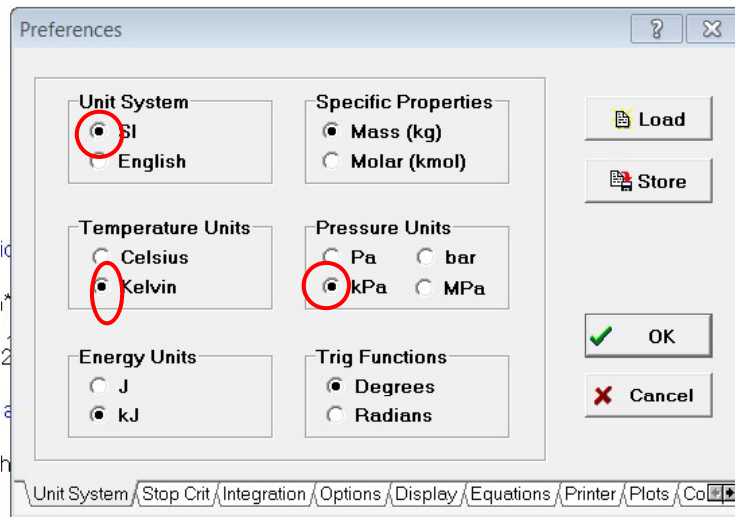 Preferences
Unit System
SI
English
Specific Properties
Mass (kg)
Molar (kmol)
Load
Store
Temperature Units
Celsius
Kelvin
Pressure Units
Pa
bar
kPa
MPa
Energy Units
J
kJ
Trig Functions
Degrees
Radians
OK
Cancel
Unit System Stop Crit Integration Options Display Equations Printer Plots Co